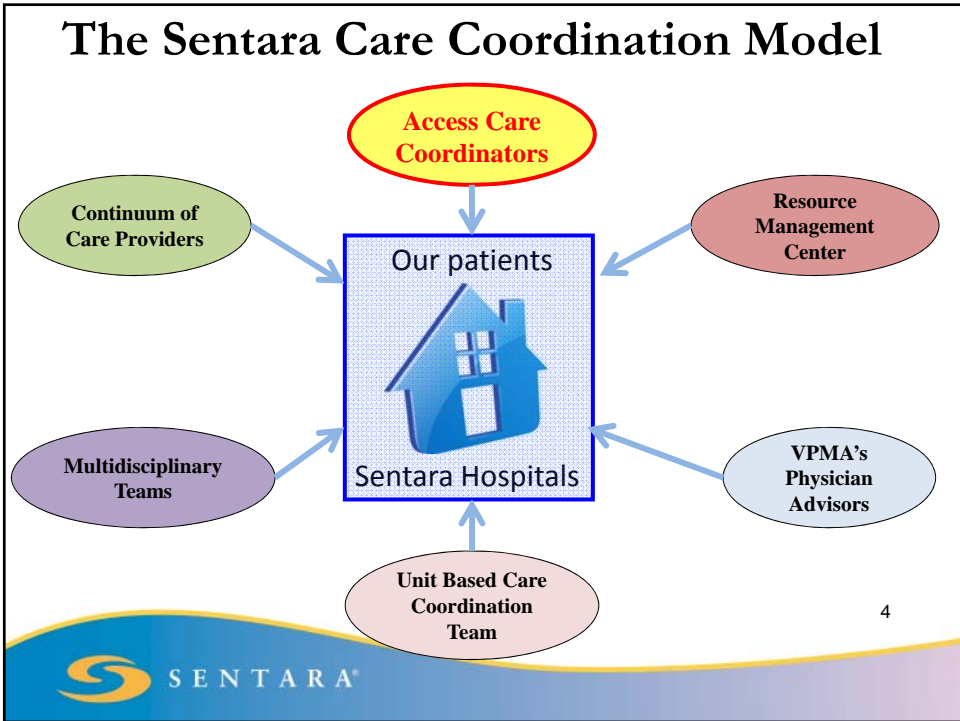 The Sentara Care Coordination Model
Access Care
Coordinators
Continuum of
Care Providers
Resource
Management
Center
Our patients
Sentara Hospitals
Multidisciplinary
Teams
VPMA's
Physician
Advisors
Unit Based Care
Coordination
Team
4
SENTARA®